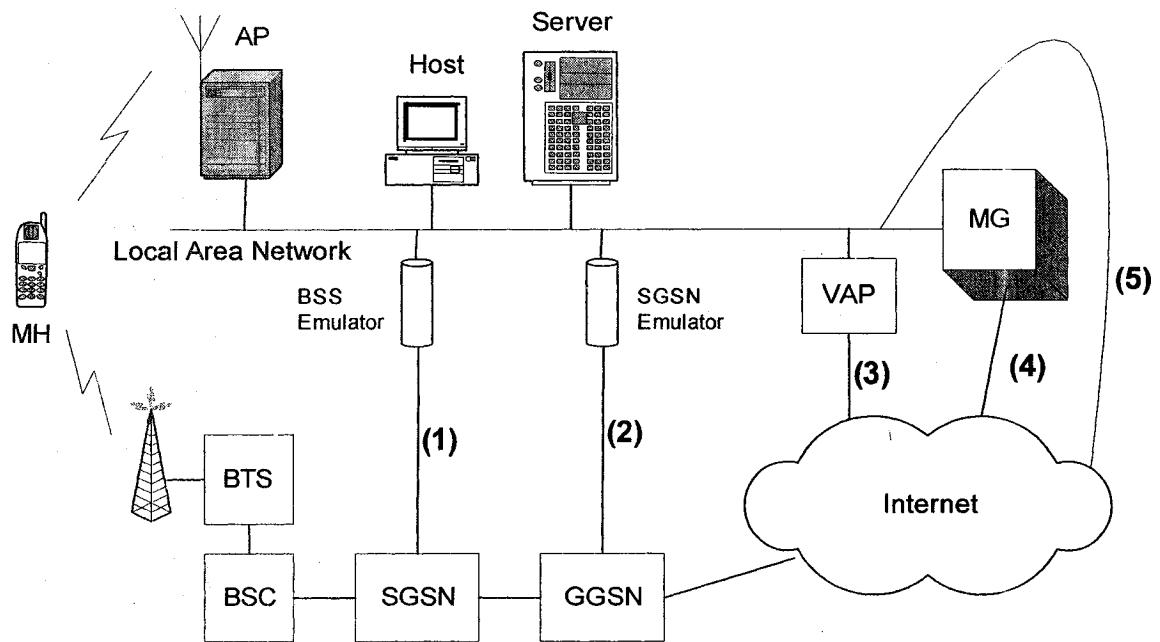 Server
AP
Host
MG
Local Area Network
(5)
BSS
Emulator
SGSN
Emulator
VAP
MH
(3)
(4)
(1)
(2)
BTS
Internet
BSC
SGSN
GGSN